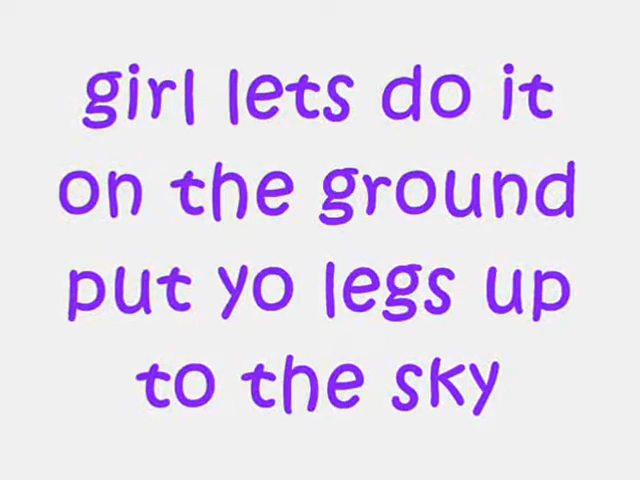 girl lets do it
on the ground
put yo legs up
to the sky